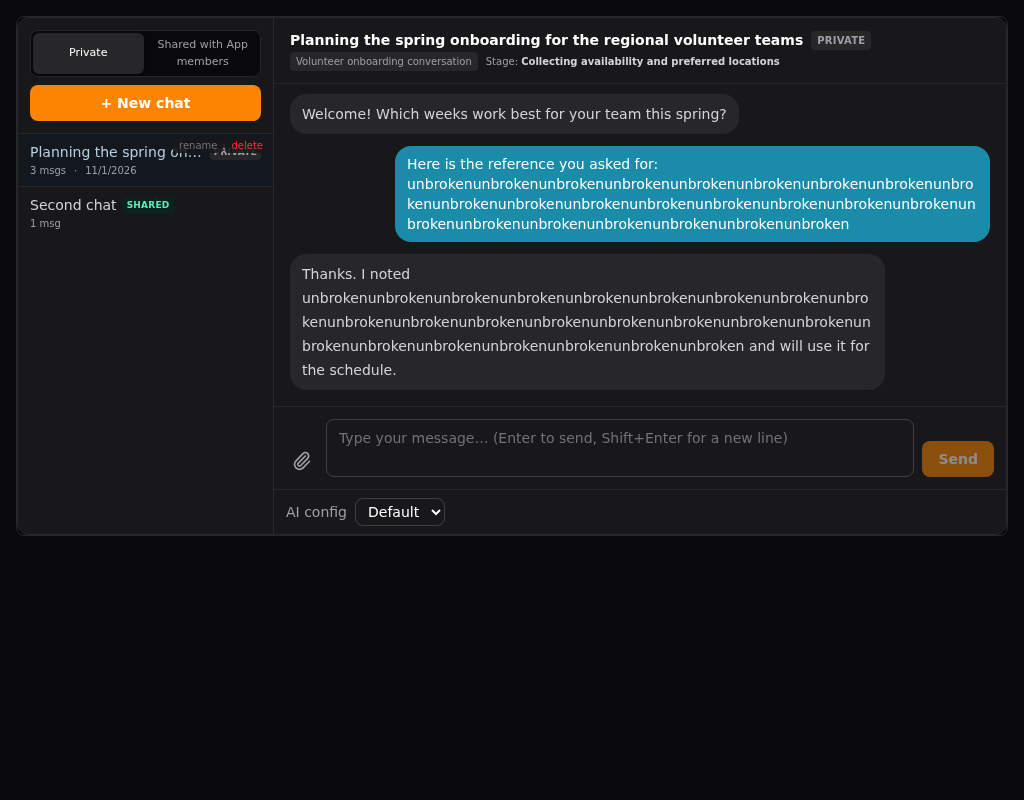 Private
Shared with App
members
+ New chat
rename · delete
Planning the spring on…
3 msgs · 11/1/2026
Second chat SHARED
1 msg
Planning the spring onboarding for the regional volunteer teams PRIVATE
Volunteer onboarding conversation Stage: Collecting availability and preferred locations
Welcome! Which weeks work best for your team this spring?
Here is the reference you asked for:
unbrokenunbrokenunbrokenunbrokenunbrokenunbrokenunbrokenunbrokenunbro
kenunbrokenunbrokenunbrokenunbrokenunbrokenunbrokenunbrokenunbrokenun
brokenunbrokenunbrokenunbrokenunbrokenunbrokenunbroken
Thanks. I noted
unbrokenunbrokenunbrokenunbrokenunbrokenunbrokenunbrokenunbrokenunbro
kenunbrokenunbrokenunbrokenunbrokenunbrokenunbrokenunbrokenunbrokenun
brokenunbrokenunbrokenunbrokenunbrokenunbrokenunbroken and will use it for
the schedule.
Type your message… (Enter to send, Shift+Enter for a new line)
Send
AI config Default